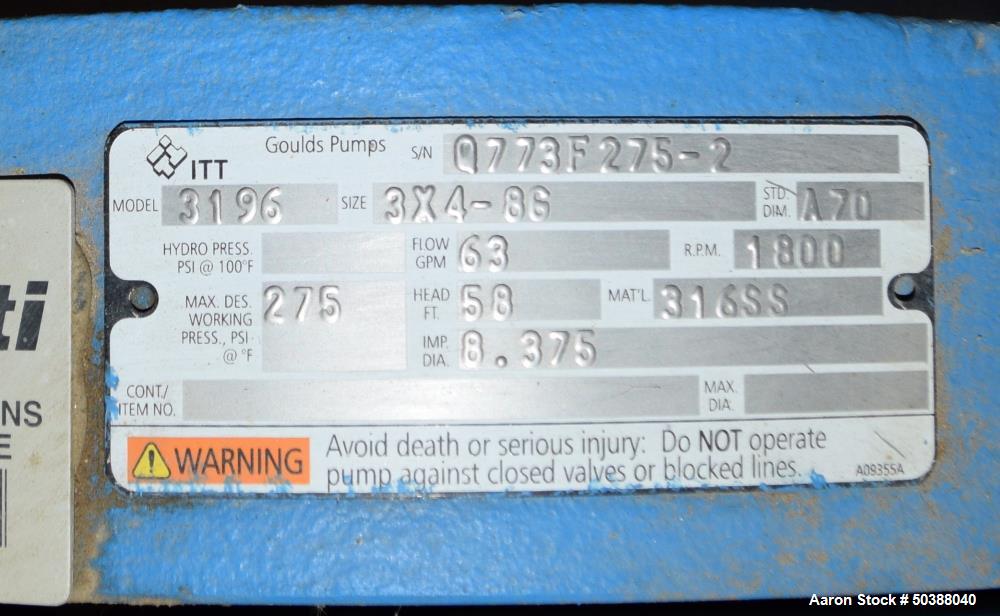 ITT
Goulds Pumps S/N Q773F275-2
MODEL 3196 SIZE 3X4-8G STD. DIM. A70
HYDRO PRESS. PSI @ 100°F FLOW GPM 63 R.P.M. 1800
MAX. DES. WORKING PRESS., PSI @ °F 275 HEAD FT. 58 MAT'L. 316SS
IMP. DIA. 8.375
CONT./ ITEM NO. MAX. DIA.
WARNING Avoid death or serious injury: Do NOT operate
pump against closed valves or blocked lines. A09355A
ti
NS
E
Aaron Stock # 50388040